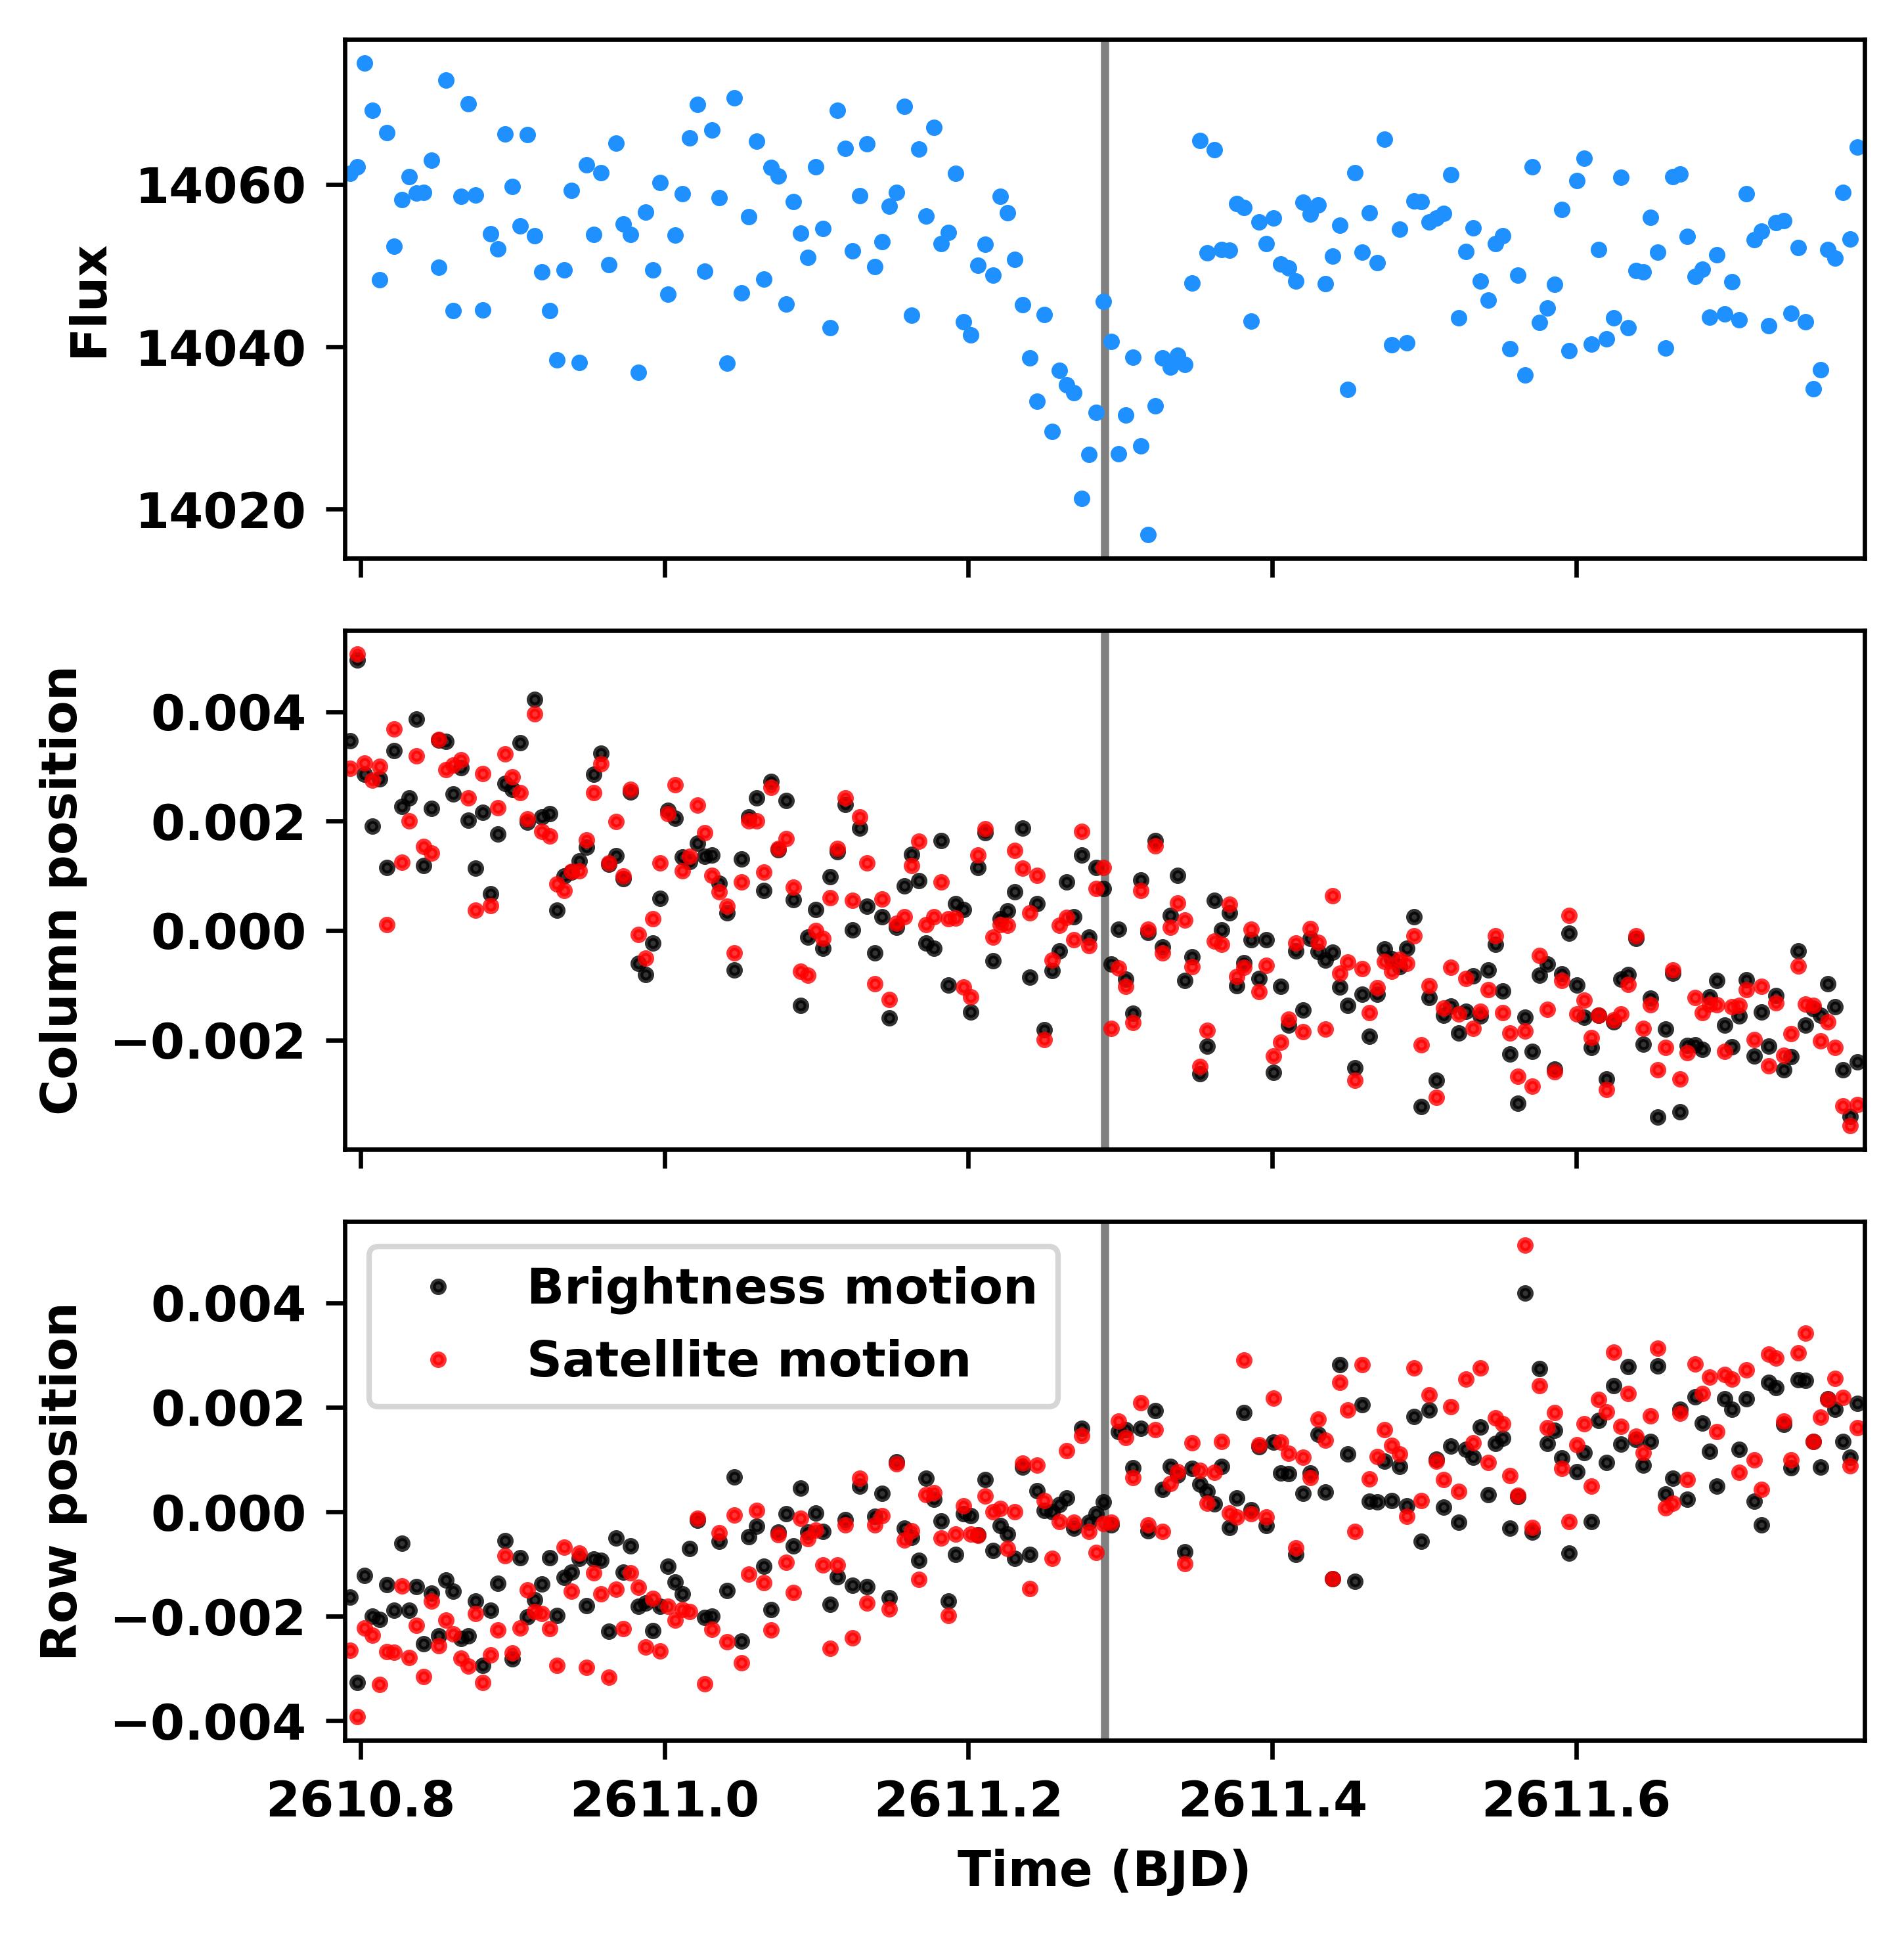 Flux
14060
14040
14020
Column position
0.004
0.002
0.000
−0.002
Row position
0.004
0.002
0.000
−0.002
−0.004
Brightness motion
Satellite motion
2610.8 2611.0 2611.2 2611.4 2611.6
Time (BJD)